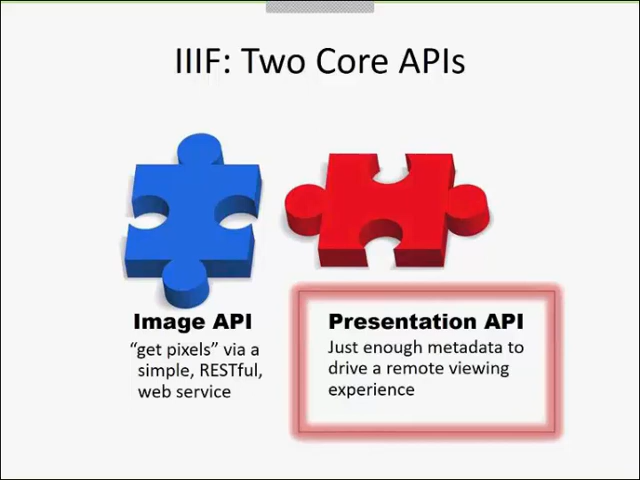 IIIF: Two Core APIs
Image API
“get pixels” via a
simple, RESTful,
web service
Presentation API
Just enough metadata to
drive a remote viewing
experience